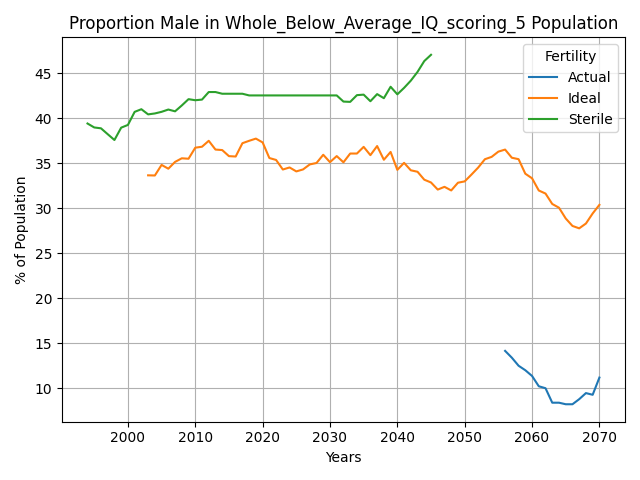 Proportion Male in Whole_Below_Average_IQ_scoring_5 Population
Fertility
Actual
Ideal
Sterile
% of Population
45
40
35
30
25
20
15
10
2000 2010 2020 2030 2040 2050 2060 2070
Years